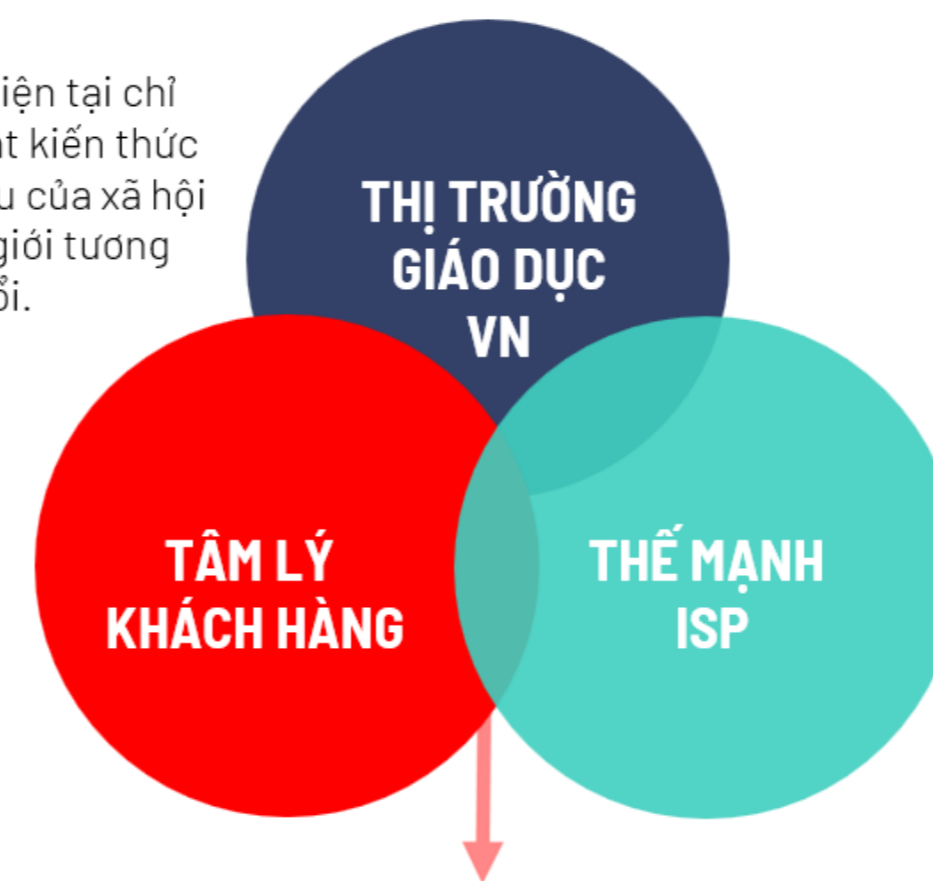 iện tại chỉ
t kiến thức
u của xã hội
giới tương
ổi.
THỊ TRƯỜNG
GIÁO DỤC
VN
TÂM LÝ
KHÁCH HÀNG
THẾ MẠNH
ISP